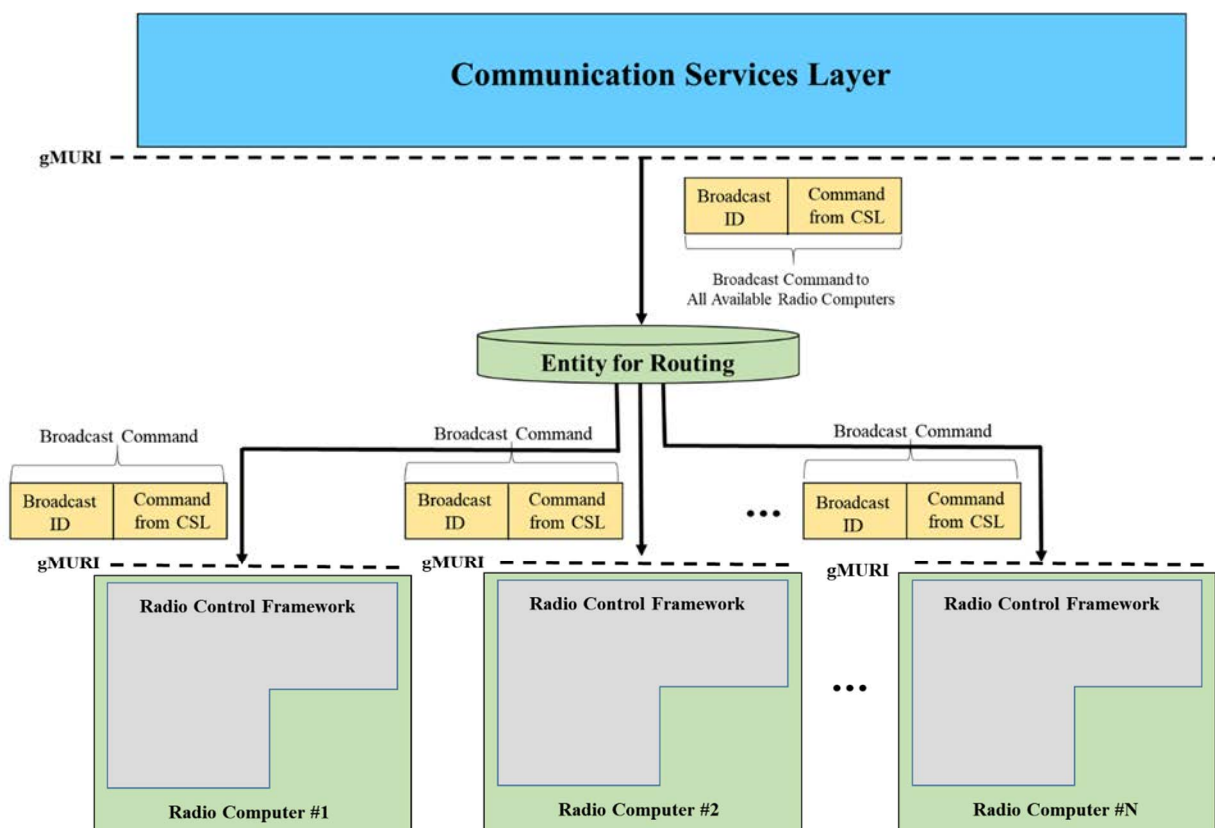 Communication Services Layer
gMURI
Broadcast
ID
Command
from CSL
Broadcast Command to
All Available Radio Computers
Entity for Routing
Broadcast Command
Broadcast Command
Broadcast Command
Broadcast
ID
Command
from CSL
Broadcast
ID
Command
from CSL
...
Broadcast
ID
Command
from CSL
gMURI
gMURI
gMURI
Radio Control Framework
Radio Control Framework
Radio Control Framework
...
Radio Computer #1
Radio Computer #2
Radio Computer #N